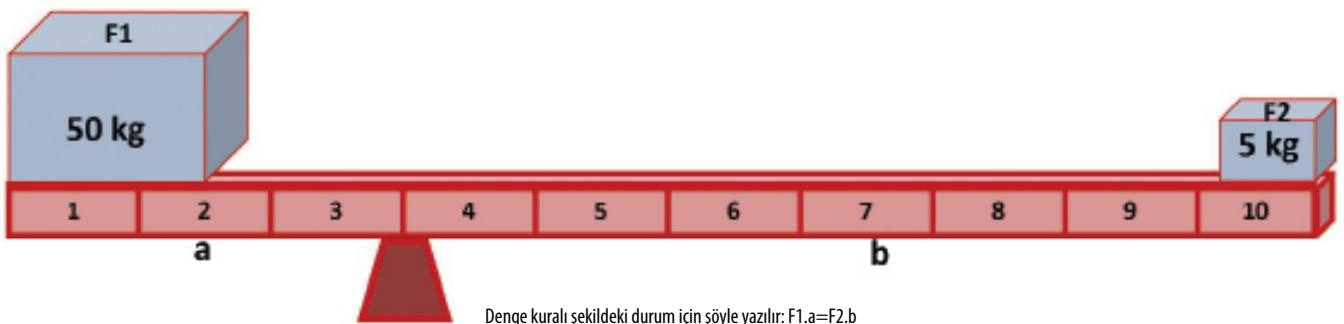 F1
50 kg
F2
5 kg
1 2 3 4 5 6 7 8 9 10
a b
Denge kuralı şekildeki durum için şöyle yazılır: F1.a=F2.b